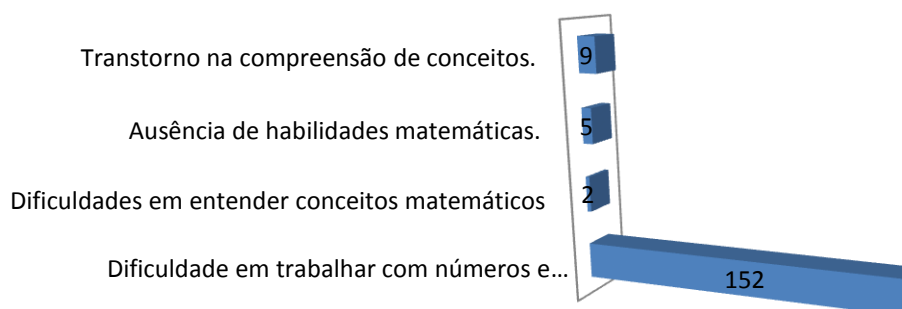 Transtorno na compreensão de conceitos.
9
Ausência de habilidades matemáticas.
5
Dificuldades em entender conceitos matemáticos
2
Dificuldade em trabalhar com números e...
152